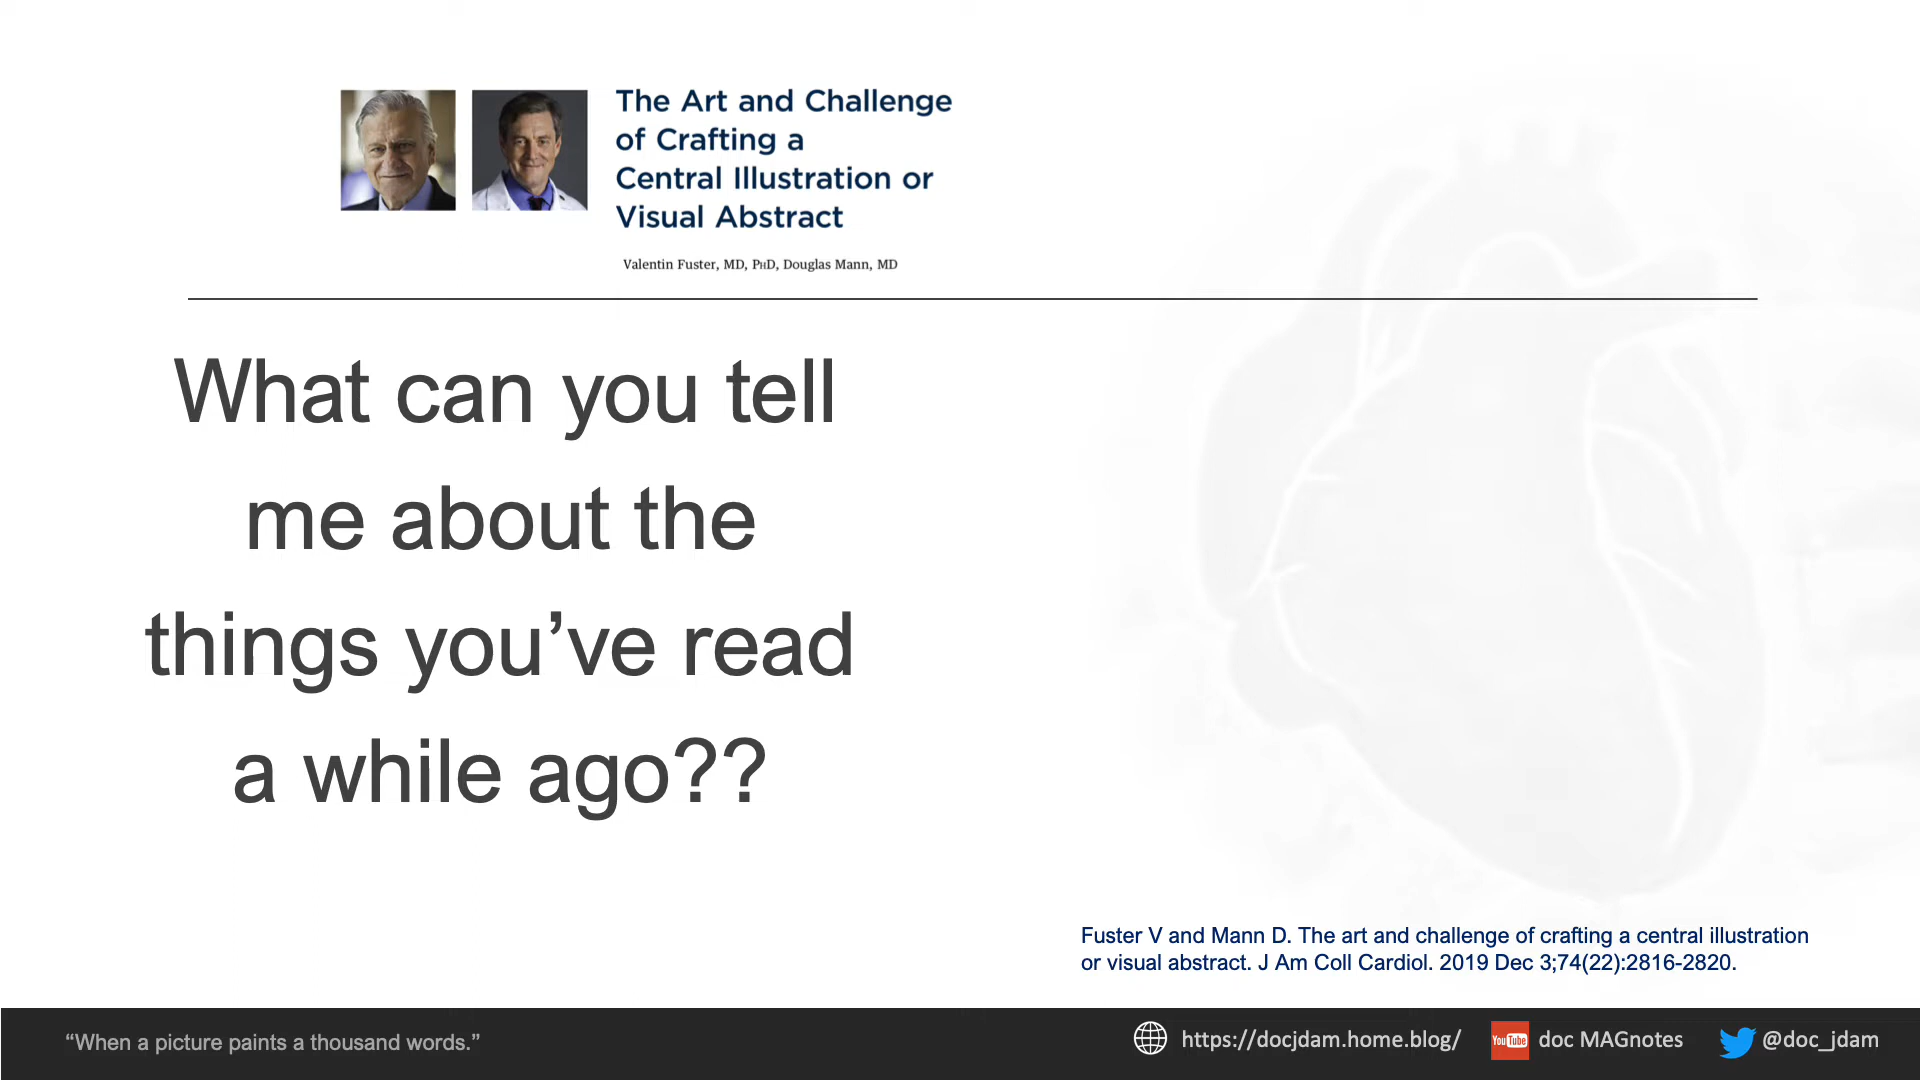 The Art and Challenge
of Crafting a
Central Illustration or
Visual Abstract
Valentin Fuster, MD, PhD, Douglas Mann, MD
What can you tell
me about the
things you’ve read
a while ago??
Fuster V and Mann D. The art and challenge of crafting a central illustration
or visual abstract. J Am Coll Cardiol. 2019 Dec 3;74(22):2816-2820.
“When a picture paints a thousand words.”
https://docjdam.home.blog/
YouTube
doc MAGnotes
@doc_jdam